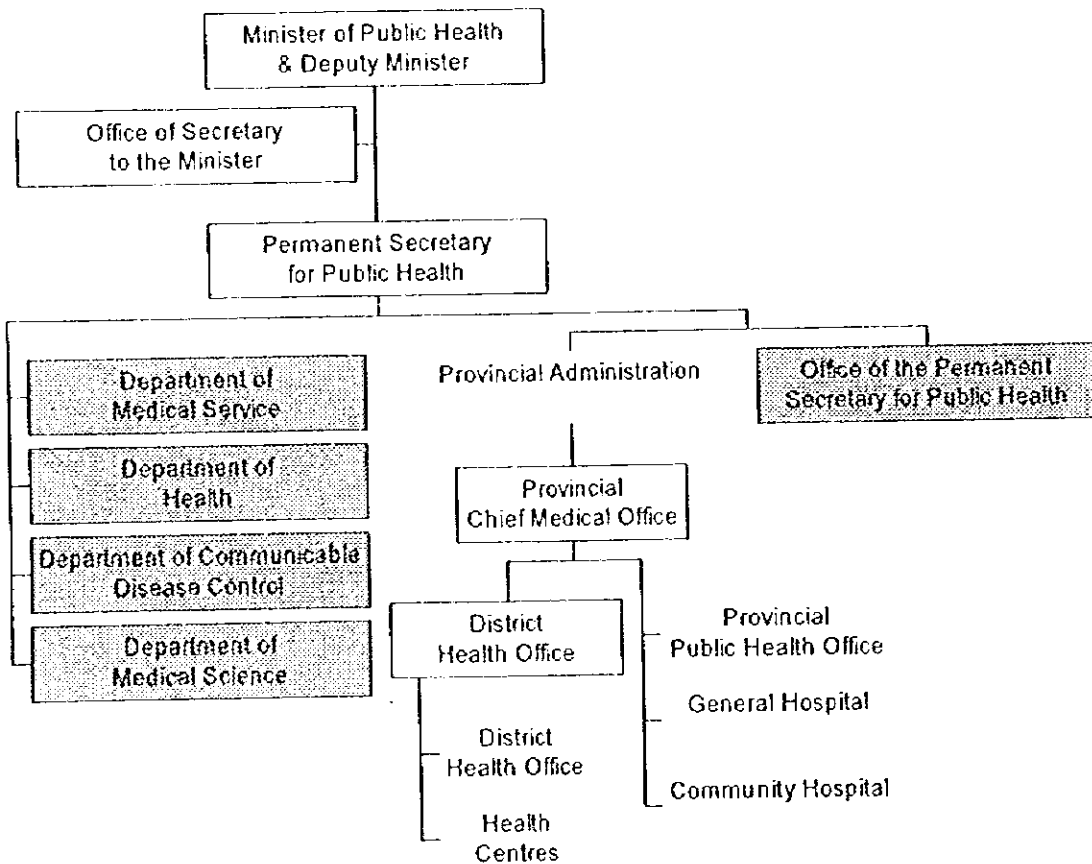 Minister of Public Health
& Deputy Minister
Office of Secretary
to the Minister
Permanent Secretary
for Public Health
Department of
Medical Service
Provincial Administration
Office of the Permanent
Secretary for Public Health
Department of
Health
Provincial
Chief Medical Office
Department of Communicable
Disease Control
District
Health Office
Provincial
Public Health Office
Department of
Medical Science
General Hospital
District
Health Office
Community Hospital
Health
Centres